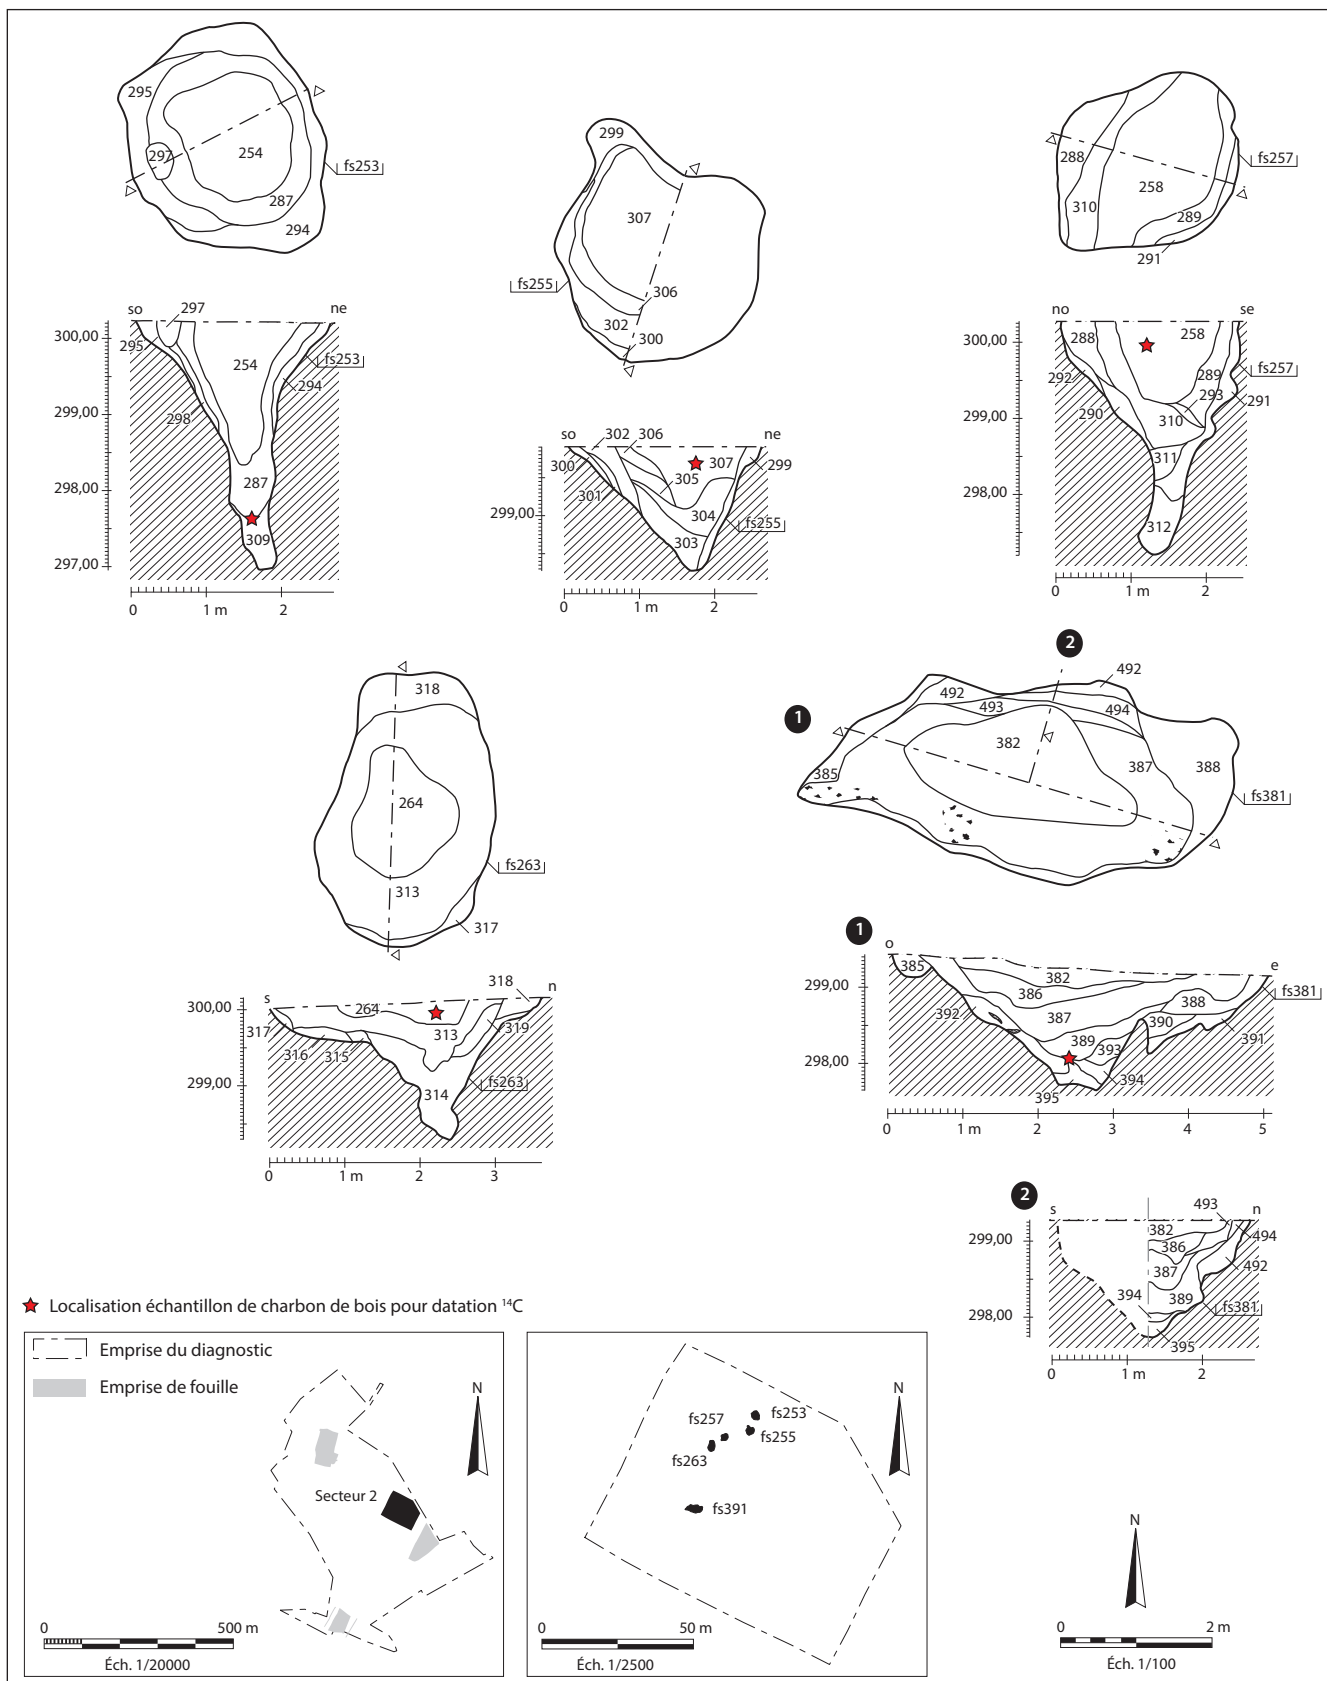 295
297
254
fs253
287
294
299
307
fs255
306
302
300
288
258
fs257
310
289
291
so
297
ne
300,00
295
fs253
254
294
299,00
298
298,00
287
309
297,00
0
1 m
2
so
302
306
ne
300
307
299
301
305
299,00
304
fs255
303
0
1 m
2
no
se
300,00
288
258
fs257
292
289
293
291
299,00
290
310
311
298,00
312
0
1 m
2
318
264
fs263
313
317
2
492
492
493
494
1
382
387
388
385
fs381
318
s
n
300,00
264
317
313
319
316
315
299,00
fs263
314
0
1 m
2
3
1
o
e
385
382
299,00
386
388
fs381
392
387
390
389
393
391
298,00
394
395
0
1 m
2
3
4
5
2
s
493
n
382
494
299,00
386
387
492
394
389
fs381
298,00
395
0
1 m
2
Localisation échantillon de charbon de bois pour datation ¹⁴C
Emprise du diagnostic
Emprise de fouille
N
Secteur 2
0
500 m
Éch. 1/20000
N
fs253
fs257
fs255
fs263
fs391
0
50 m
Éch. 1/2500
N
0
2 m
Éch. 1/100